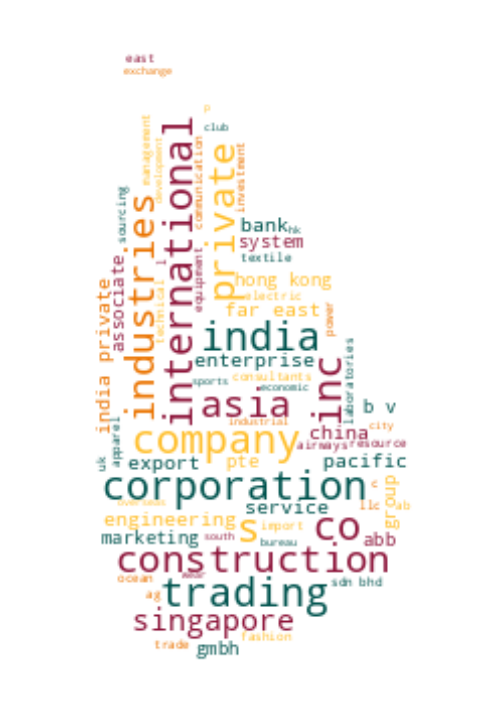 east
exchange
p
club
management
development
international
communication
private
investment
sourcing
industries
bank
hk
system
textile
associate
l
equipment
hong kong
electric
india private
technical
far east
power
india
enterprise
laboratories
sports
consultants
economic
inc
asia
b v
industrial
city
apparel
company
china
airways
resource
uk
export
pte
pacific
corporation
c
group
overseas
service
llc
ab
engineering
s
import
co
marketing
south
bureau
abb
construction
ocean
wear
sdn bhd
ag
trading
singapore
fashion
trade
gmbh